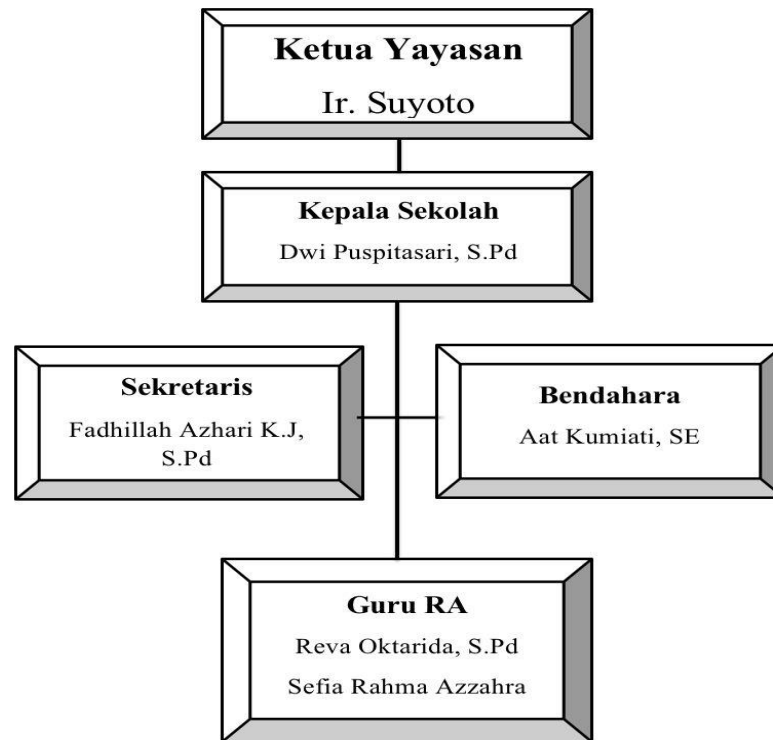 Ketua Yayasan
Ir. Suyoto
Kepala Sekolah
Dwi Puspitasari, S.Pd
Sekretaris
Fadhillah Azhari K.J,
S.Pd
Bendahara
Aat Kumiati, SE
Guru RA
Reva Oktarida, S.Pd
Sefia Rahma Azzahra